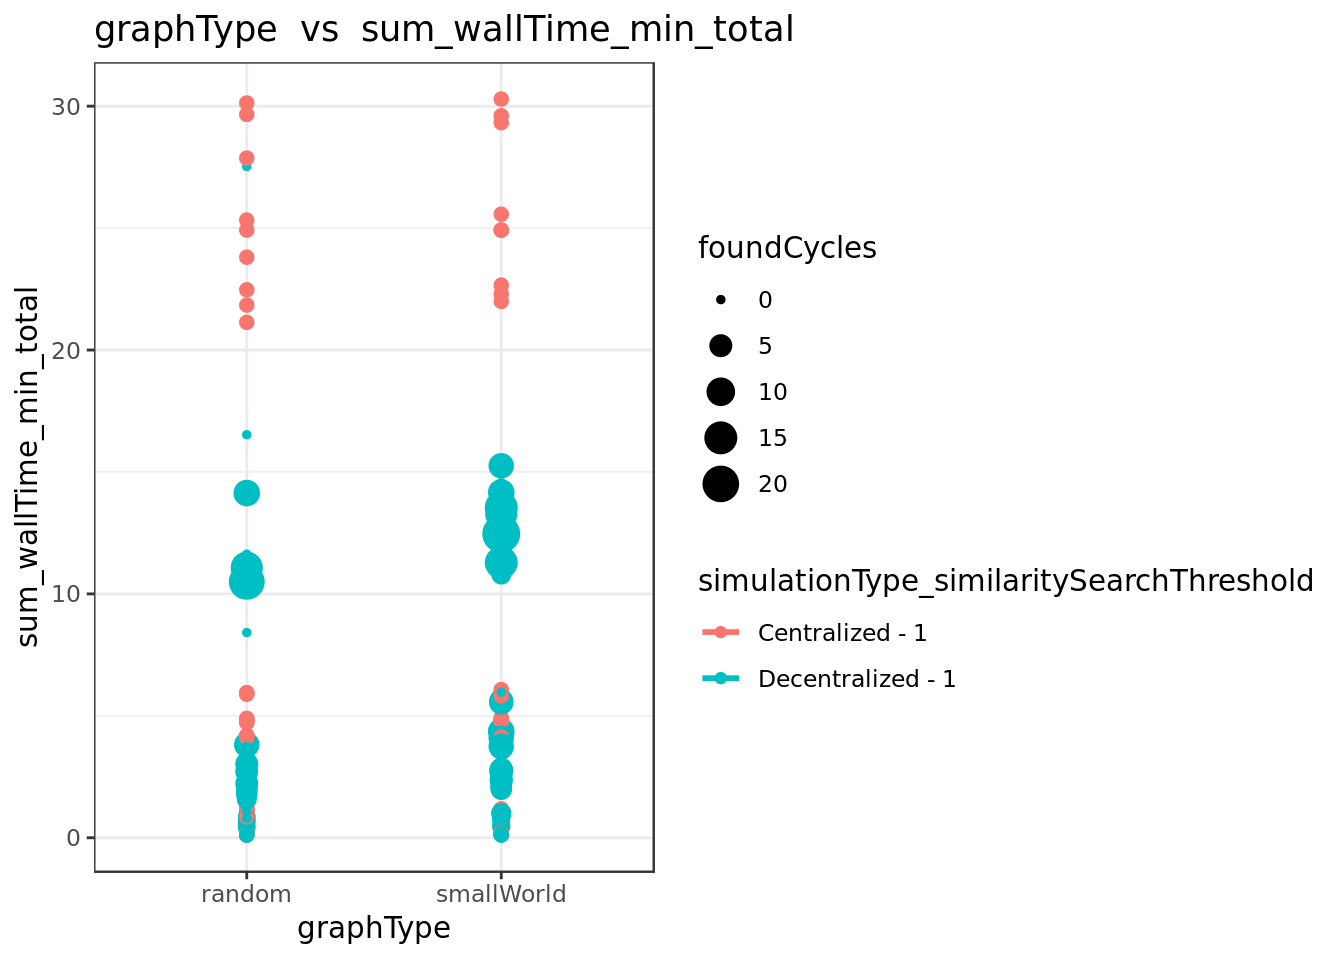 graphType vs sum_wallTime_min_total
30
20
10
0
sum_wallTime_min_total
random
smallWorld
graphType
foundCycles
0
5
10
15
20
simulationType_similaritySearchThreshold
Centralized - 1
Decentralized - 1